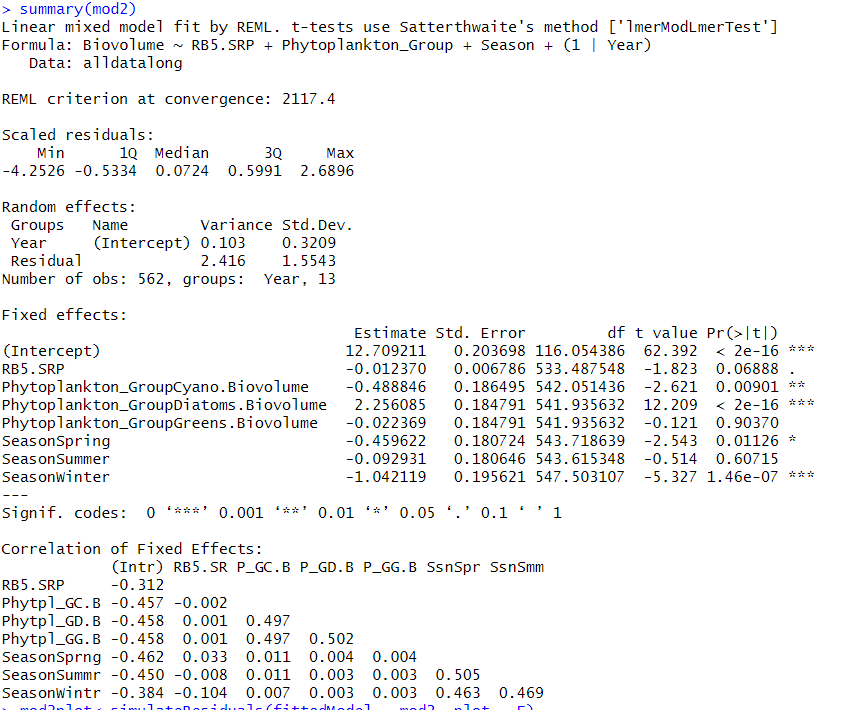 > summary(mod2)
Linear mixed model fit by REML. t-tests use Satterthwaite's method ['lmerModLmerTest']
Formula: Biovolume ~ RB5.SRP + Phytoplankton_Group + Season + (1 | Year)
   Data: alldatalong

REML criterion at convergence: 2117.4

Scaled residuals:
    Min      1Q  Median      3Q     Max
-4.2526 -0.5334  0.0724  0.5991  2.6896

Random effects:
 Groups   Name        Variance Std.Dev.
 Year     (Intercept) 0.103    0.3209
 Residual             2.416    1.5543
Number of obs: 562, groups:  Year, 13

Fixed effects:
                                       Estimate Std. Error         df t value Pr(>|t|)
(Intercept)                           12.709211   0.203698 116.054386  62.392  < 2e-16 ***
RB5.SRP                               -0.012370   0.006786 533.487548  -1.823  0.06888 .
Phytoplankton_GroupCyano.Biovolume    -0.488846   0.186495 542.051436  -2.621  0.00901 **
Phytoplankton_GroupDiatoms.Biovolume   2.256085   0.184791 541.935632  12.209  < 2e-16 ***
Phytoplankton_GroupGreens.Biovolume   -0.022369   0.184791 541.935632  -0.121  0.90370
SeasonSpring                          -0.459622   0.180724 543.718639  -2.543  0.01126 *
SeasonSummer                          -0.092931   0.180646 543.615348  -0.514  0.60715
SeasonWinter                          -1.042119   0.195621 547.503107  -5.327 1.46e-07 ***
---
Signif. codes:  0 ‘***’ 0.001 ‘**’ 0.01 ‘*’ 0.05 ‘.’ 0.1 ‘ ’ 1

Correlation of Fixed Effects:
            (Intr) RB5.SR P_GC.B P_GD.B P_GG.B SsnSpr SsnSmm
RB5.SRP     -0.312
Phytpl_GC.B -0.457 -0.002
Phytpl_GD.B -0.458  0.001  0.497
Phytpl_GG.B -0.458  0.001  0.497  0.502
SeasonSprng -0.462  0.033  0.011  0.004  0.004
SeasonSummr -0.450 -0.008  0.011  0.003  0.003  0.505
SeasonWintr -0.384 -0.104  0.007  0.003  0.003  0.463  0.469